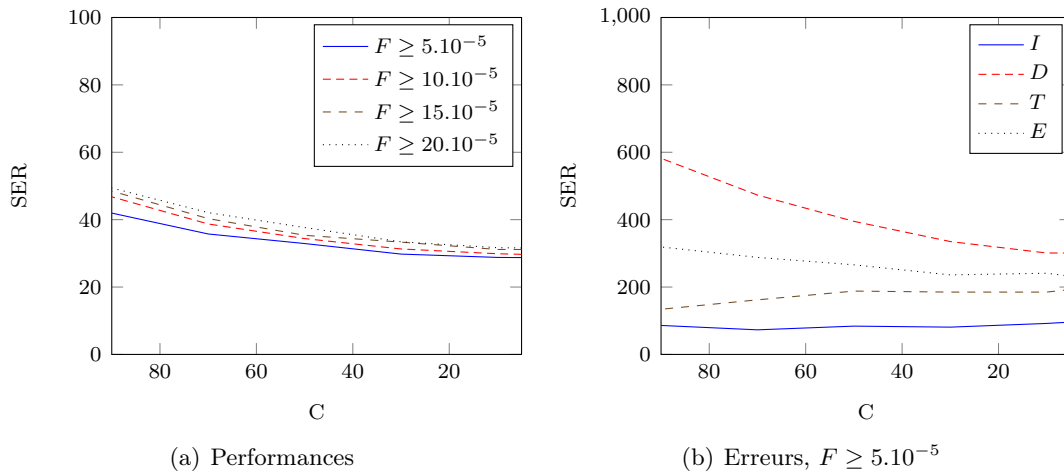 100
80
60
40
20
0
80 60 40 20
SER
C
F ≥ 5.10⁻⁵
F ≥ 10.10⁻⁵
F ≥ 15.10⁻⁵
F ≥ 20.10⁻⁵
(a) Performances
1,000
800
600
400
200
0
80 60 40 20
SER
C
I
D
T
E
(b) Erreurs, F ≥ 5.10⁻⁵